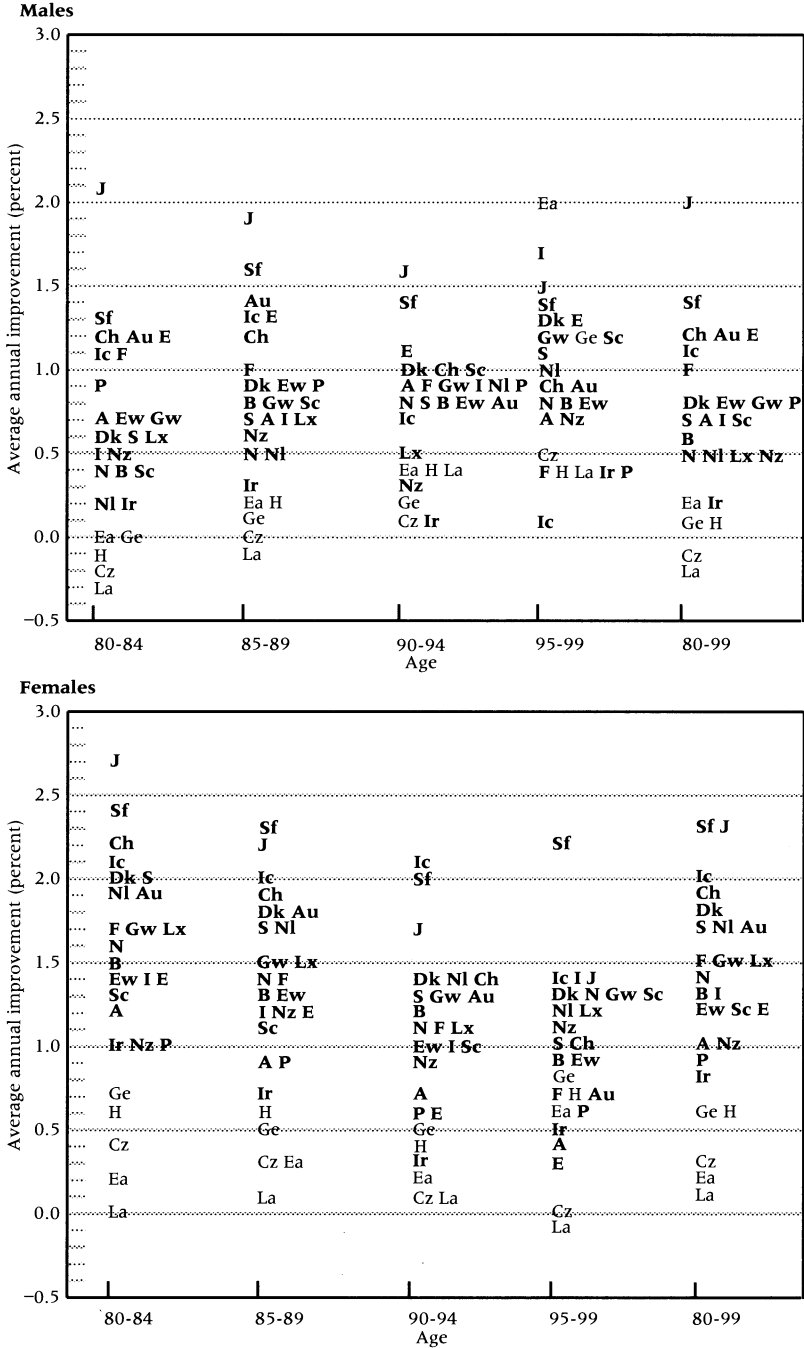 Males
Average annual improvement (percent)
3.0
2.5
J
2.0
Ea
J
J
I
Sf
J
1.5
J
Au
Sf
Sf
Sf
Sf
Ic E
Dk E
Ch Au E
Ch
Gw Ge Sc
Ch Au E
Ic F
E
S
Ic
1.0
F
Dk Ch Sc
Nl
F
P
Dk Ew P
A F Gw I Nl P
Ch Au
B Gw Sc
N S B Ew Au
N B Ew
Dk Ew Gw P
A Ew Gw
S A I Lx
Ic
A Nz
S A I Sc
Dk S Lx
Nz
B
0.5
I Nz
N Nl
Lx
Cz
N Nl Lx Nz
N B Sc
Ea H La
F H La Ir P
Ir
Nz
Nl Ir
Ea H
Ge
Ea Ir
Ge
Cz Ir
Ic
Ge H
0.0
Ea Ge
Cz
H
La
Cz
Cz
La
La
−0.5
80-84
85-89
90-94
95-99
80-99
Age
Females
Average annual improvement (percent)
3.0
J
2.5
Sf
Sf
Sf J
Ch
J
Sf
Ic
Ic
2.0
Dk S
Ic
Sf
Ic
Nl Au
Ch
Ch
Dk Au
Dk
F Gw Lx
S Nl
J
S Nl Au
N
1.5
B
Gw Lx
F Gw Lx
Ew I E
N F
Dk Nl Ch
Ic I J
N
Sc
B Ew
S Gw Au
Dk N Gw Sc
B I
A
I Nz E
B
Nl Lx
Ew Sc E
Sc
N F Lx
Nz
1.0
Ir Nz P
Ew I Sc
S Ch
A Nz
A P
Nz
B Ew
P
Ge
Ir
Ge
Ir
A
F H Au
H
H
P E
Ea P
Ge H
0.5
Ge
Ge
Ir
Cz
H
A
Cz Ea
Ir
E
Cz
Ea
Ea
Ea
La
Cz La
La
0.0
La
Cz
La
−0.5
80-84
85-89
90-94
95-99
80-99
Age